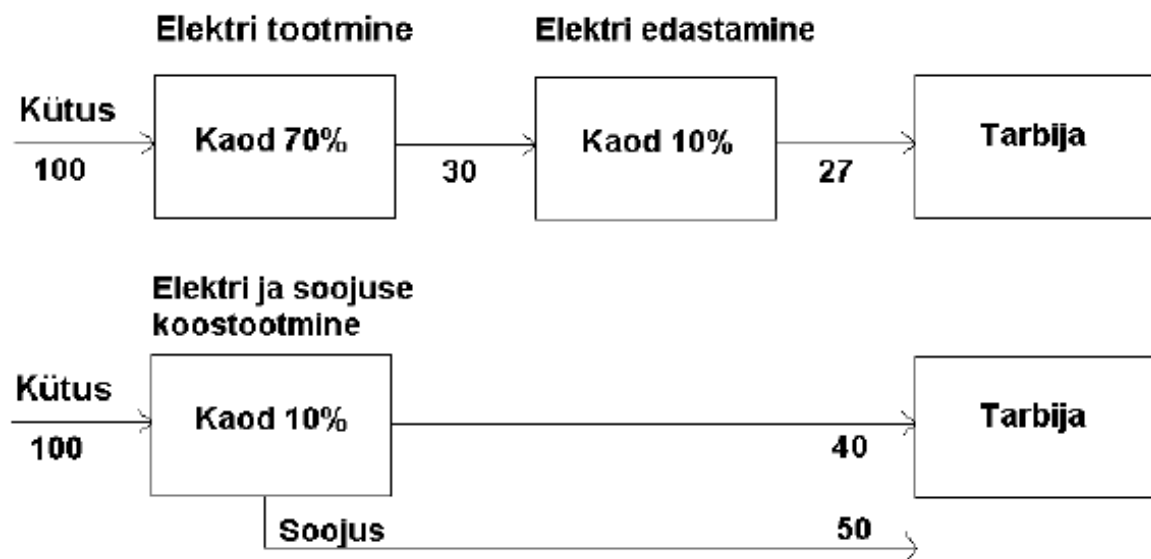 Elektri tootmine
Elektri edastamine
Kütus
100
Kaod 70%
30
Kaod 10%
27
Tarbija
Elektri ja soojuse
koostootmine
Kütus
100
Kaod 10%
40
Tarbija
Soojus
50